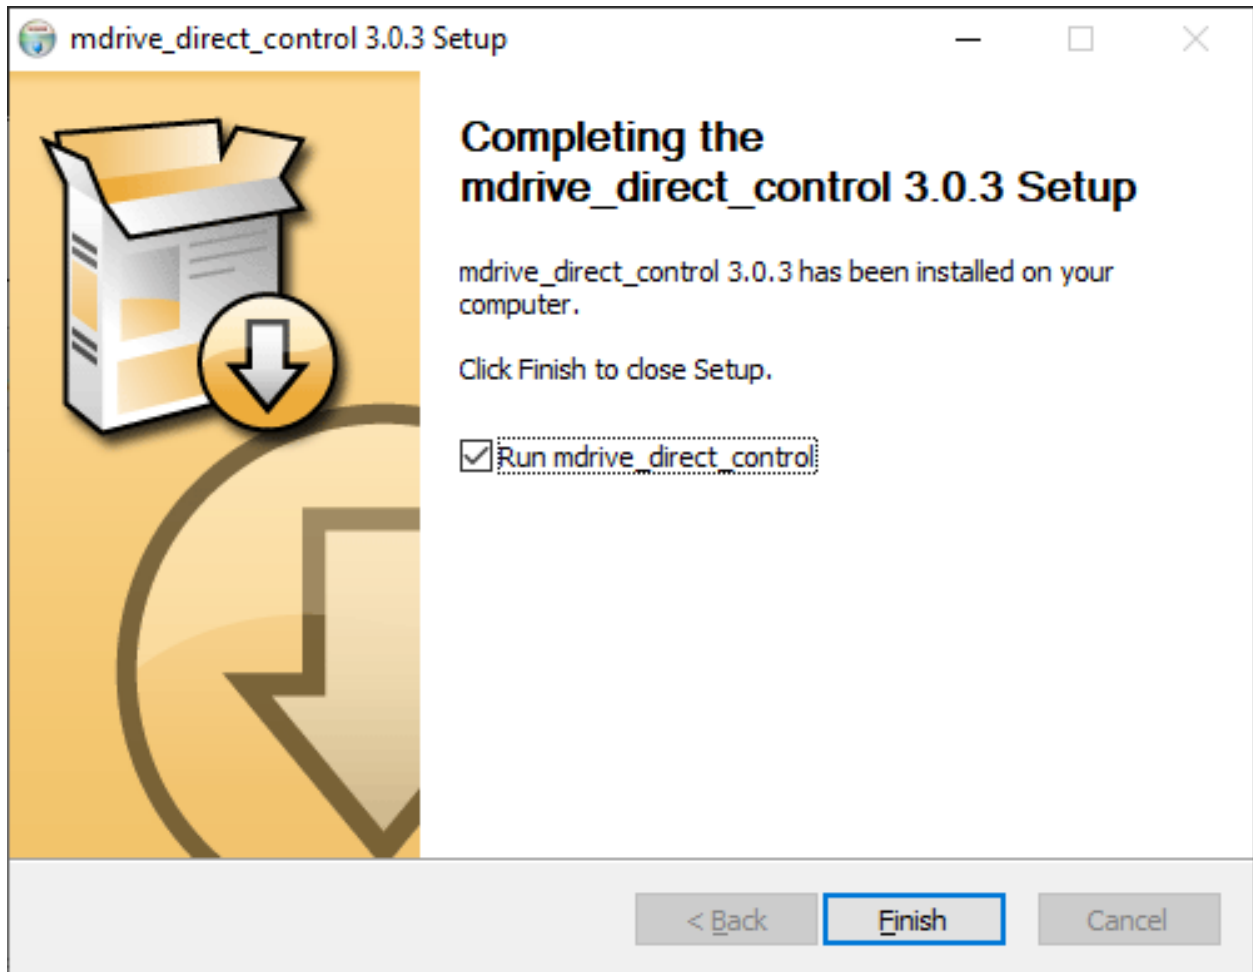 mdrive_direct_control 3.0.3 Setup
Completing the
mdrive_direct_control 3.0.3 Setup
mdrive_direct_control 3.0.3 has been installed on your
computer.
Click Finish to close Setup.
Run mdrive_direct_control
< Back
Finish
Cancel